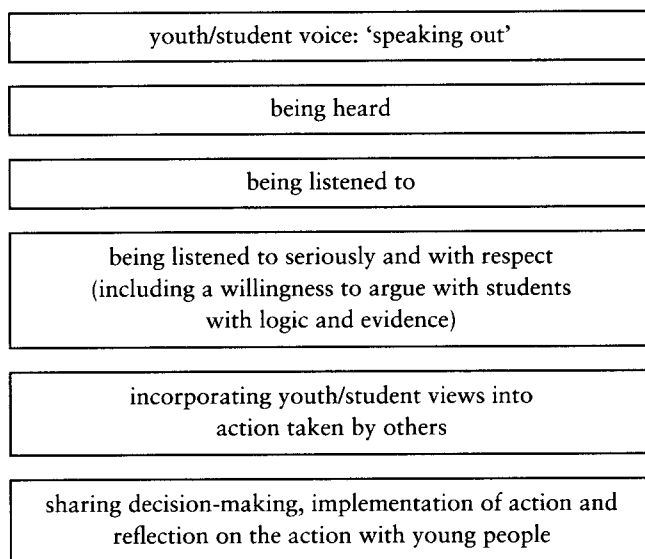 youth/student voice: ‘speaking out’
being heard
being listened to
being listened to seriously and with respect
(including a willingness to argue with students
with logic and evidence)
incorporating youth/student views into
action taken by others
sharing decision-making, implementation of action and
reflection on the action with young people